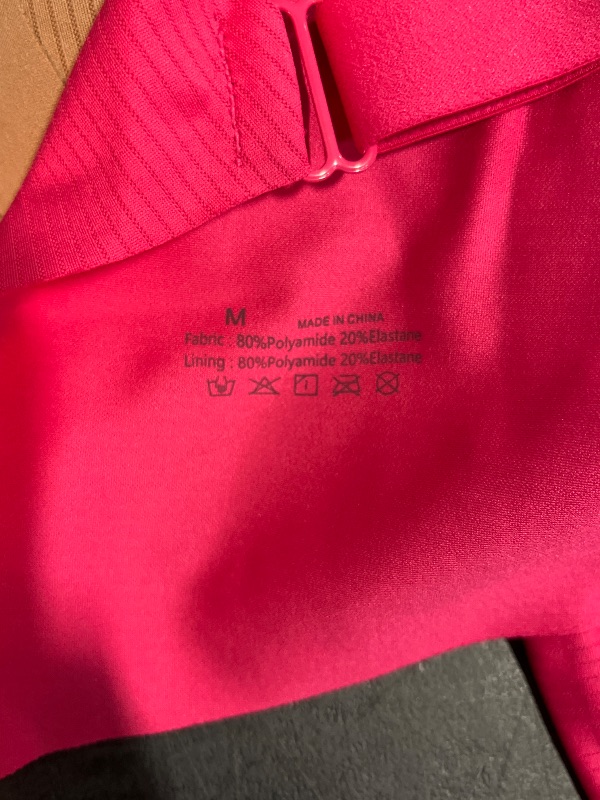 M MADE IN CHINA
Fabric : 80%Polyamide 20%Elastane
Lining : 80%Polyamide 20%Elastane